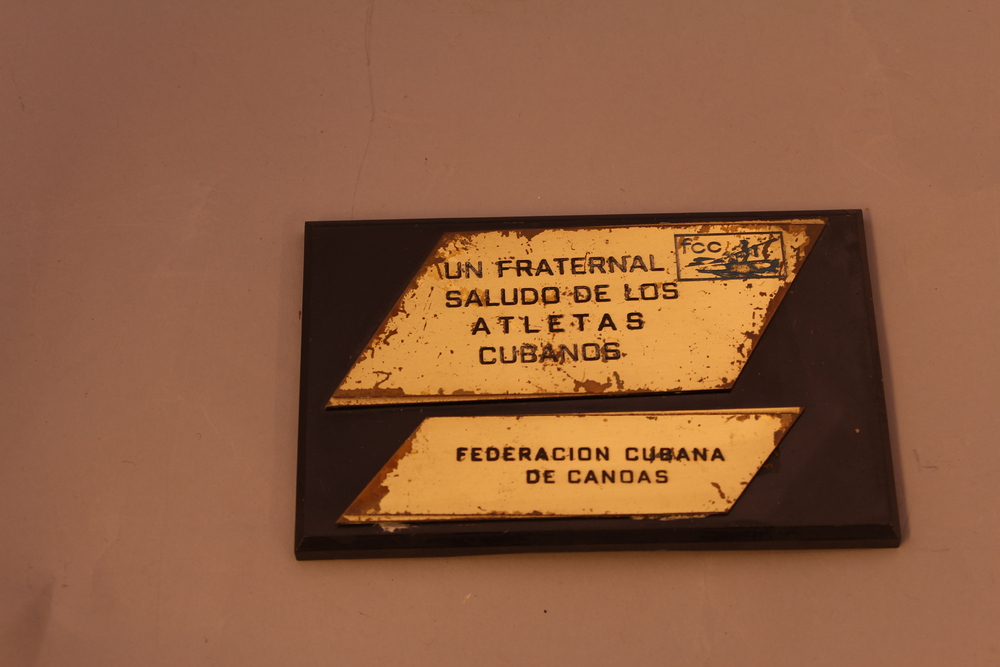 fcc
UN FRATERNAL
SALUDO DE LOS
ATLETAS
CUBANOS
FEDERACION CUBANA
DE CANOAS